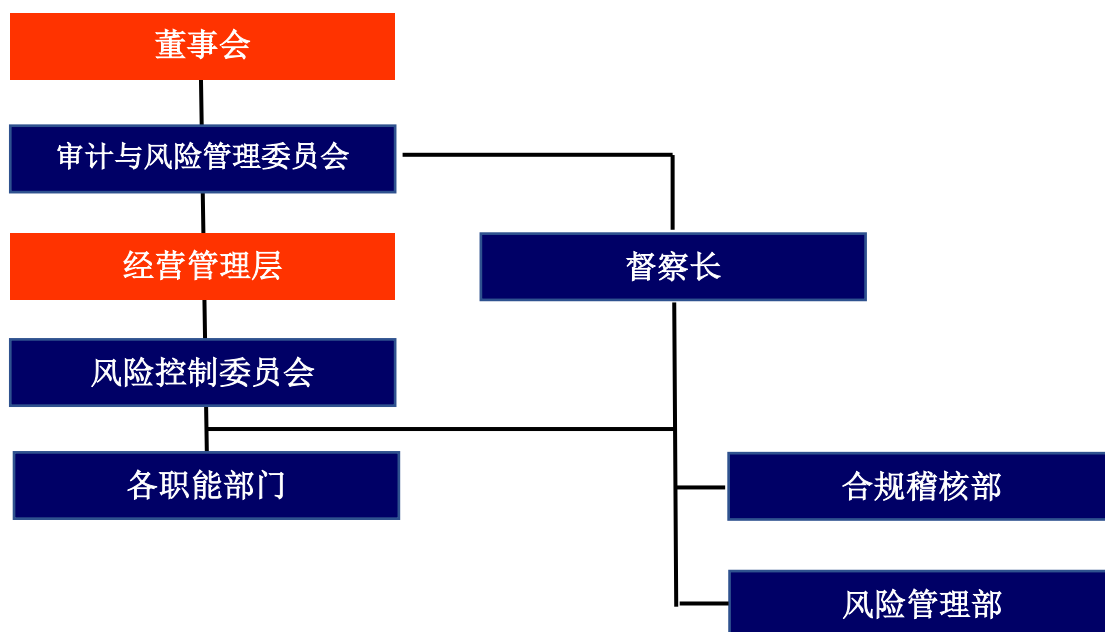 董事会
审计与风险管理委员会
经营管理层
督察长
风险控制委员会
各职能部门
合规稽核部
风险管理部